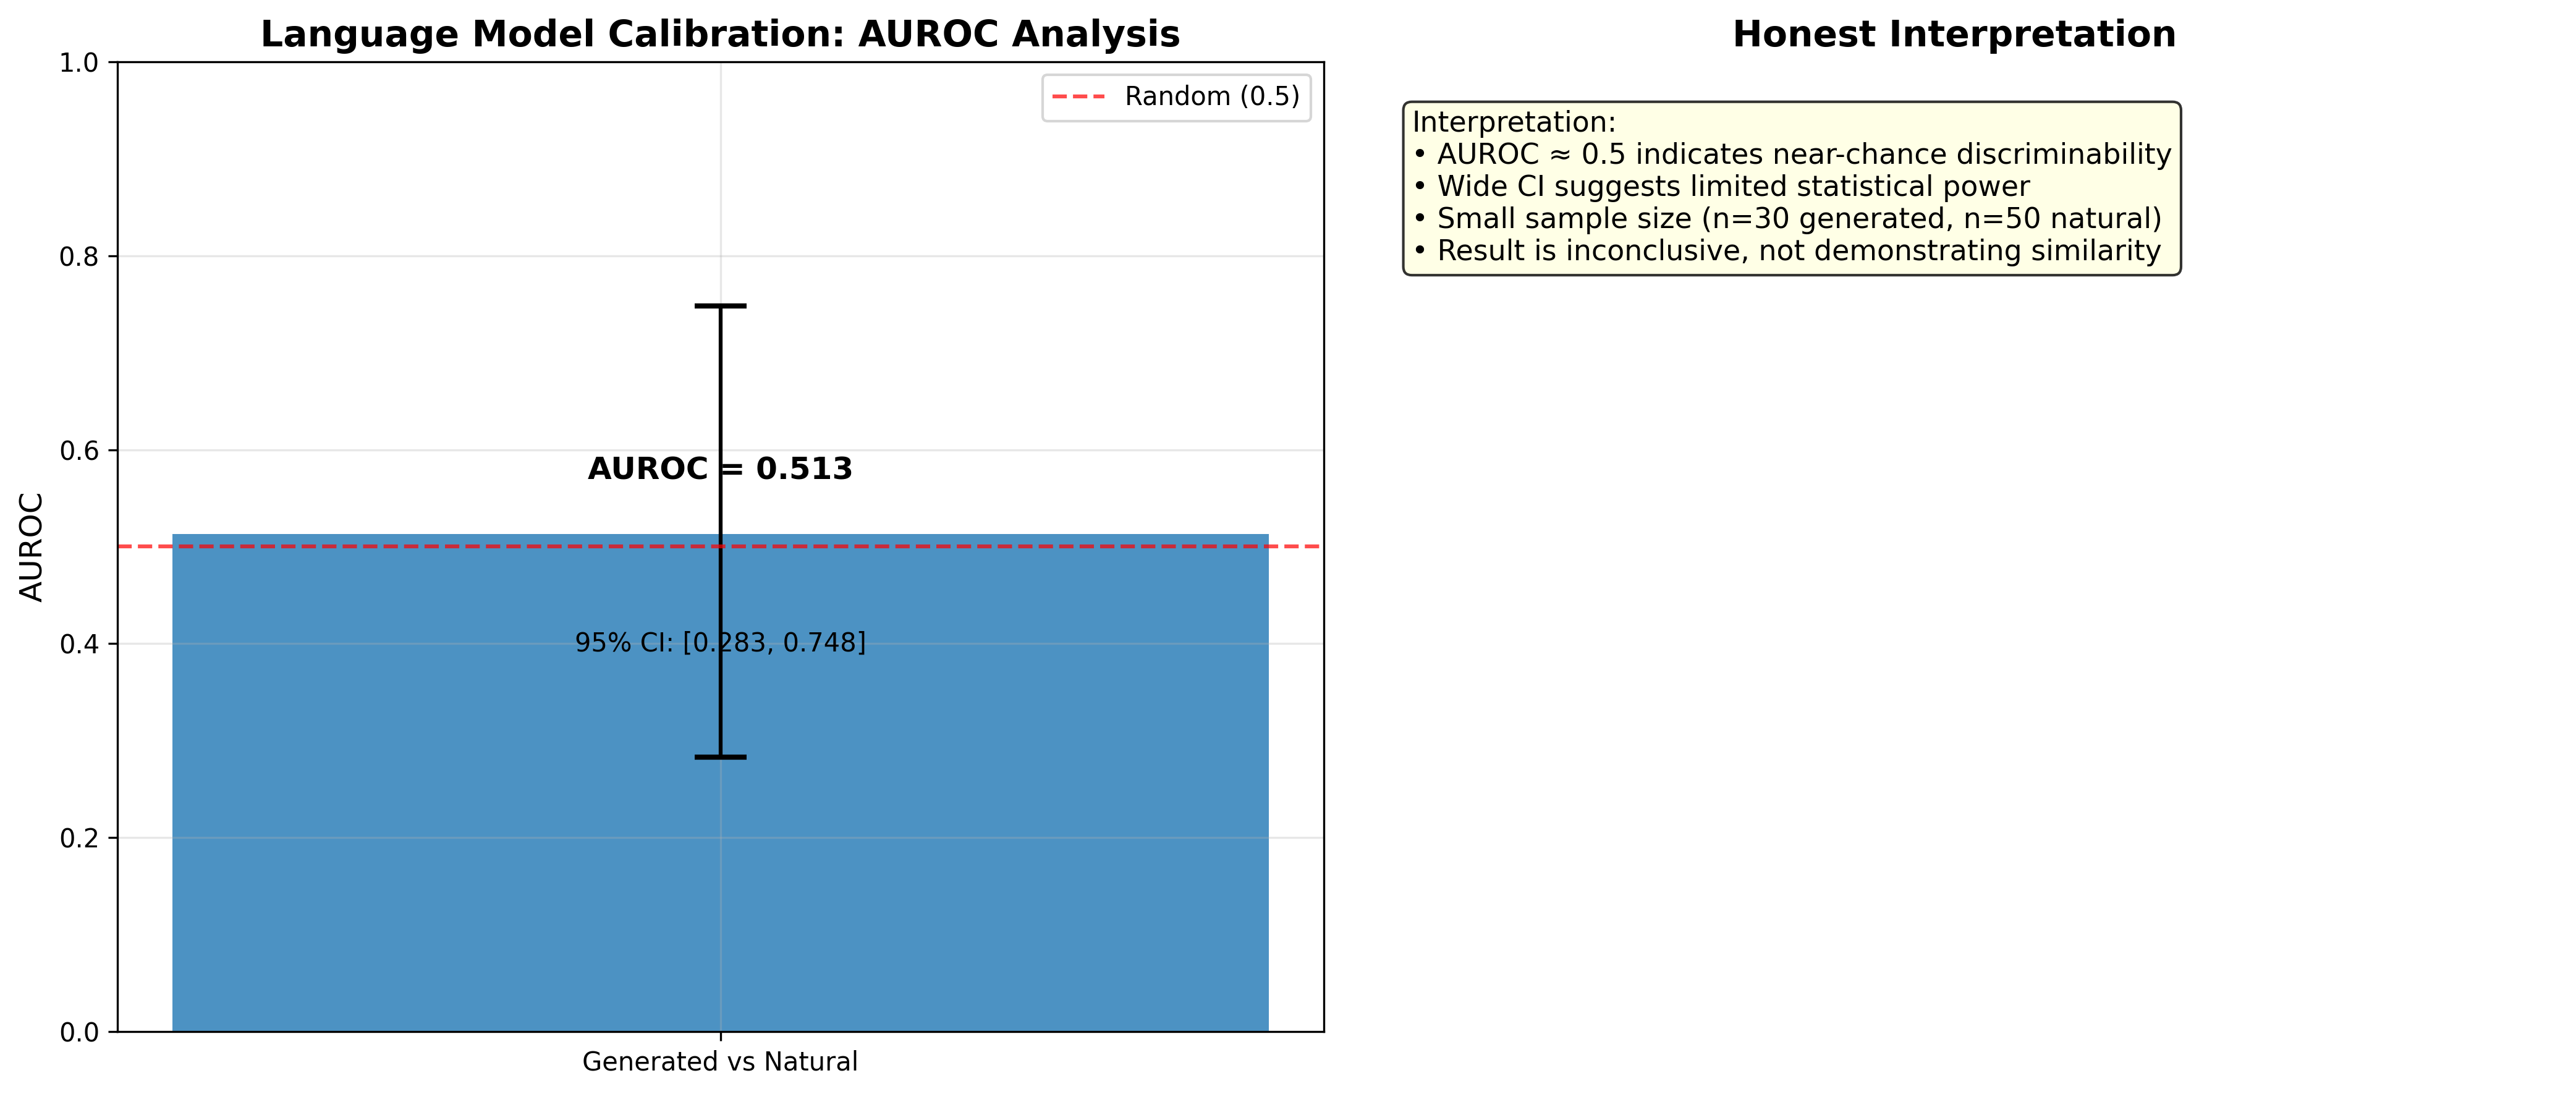 Language Model Calibration: AUROC Analysis
1.0
0.8
0.6
0.4
0.2
0.0
AUROC
Random (0.5)
AUROC = 0.513
95% CI: [0.283, 0.748]
Generated vs Natural
Honest Interpretation
Interpretation:
• AUROC ≈ 0.5 indicates near-chance discriminability
• Wide CI suggests limited statistical power
• Small sample size (n=30 generated, n=50 natural)
• Result is inconclusive, not demonstrating similarity